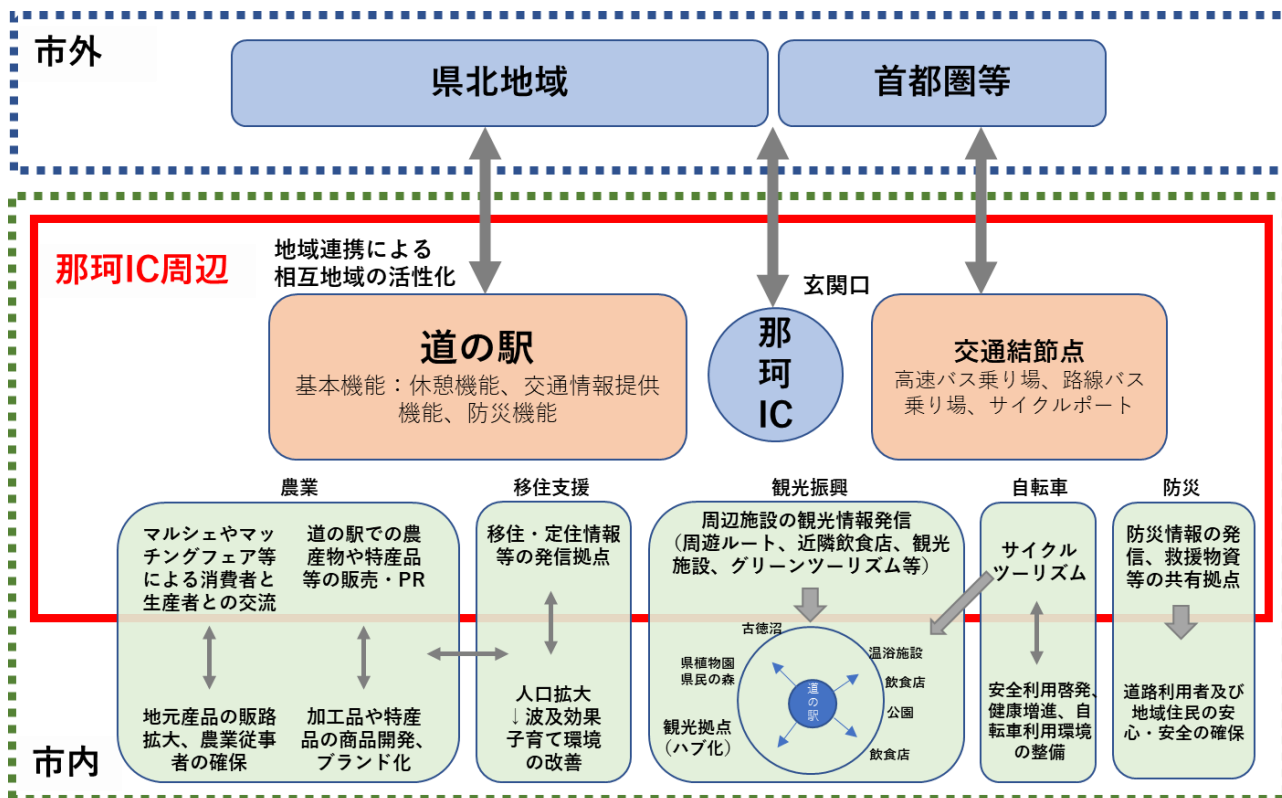 市外
県北地域
首都圏等
那珂IC周辺
地域連携による
相互地域の活性化
玄関口
道の駅
基本機能：休憩機能、交通情報提供
機能、防災機能
那
珂
IC
交通結節点
高速バス乗り場、路線バス
乗り場、サイクルポート
農業
移住支援
観光振興
自転車
防災
マルシェやマッ
チングフェア等
による消費者と
生産者との交流
道の駅での農
産物や特産品
等の販売・PR
移住・定住情報
等の発信拠点
周辺施設の観光情報発信
（周遊ルート、近隣飲食店、観光
施設、グリーンツーリズム等）
サイクル
ツーリズム
防災情報の発
信、救援物資
等の共有拠点
地元産品の販路
拡大、農業従事
者の確保
加工品や特産
品の商品開発、
ブランド化
人口拡大
↓波及効果
子育て環境
の改善
古徳沼
県植物園
県民の森
観光拠点
（ハブ化）
道の駅
温浴施設
飲食店
公園
飲食店
安全利用啓発、
健康増進、自
転車利用環境
の整備
道路利用者及び
地域住民の安
心・安全の確保
市内